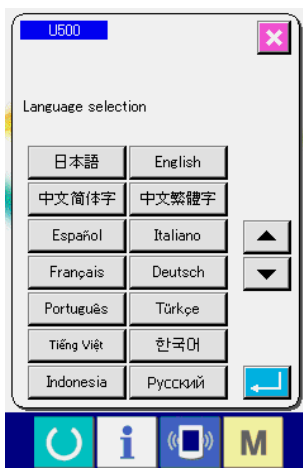 U500
Language selection
日本語 English
中文简体字 中文繁體字
Español Italiano
Français Deutsch
Português Türkçe
Tiếng Việt 한국어
Indonesia Русский
i M